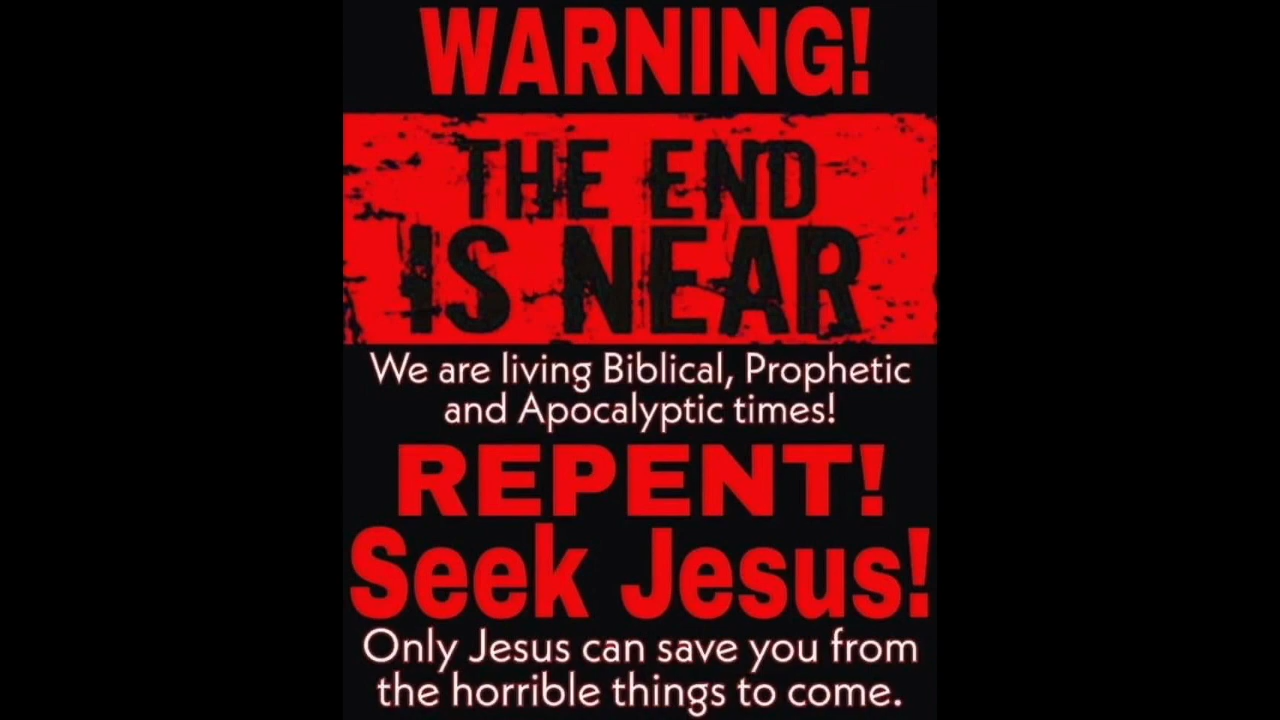 WARNING!
THE END
IS NEAR
We are living Biblical, Prophetic
and Apocalyptic times!
REPENT!
Seek Jesus!
Only Jesus can save you from
the horrible things to come.